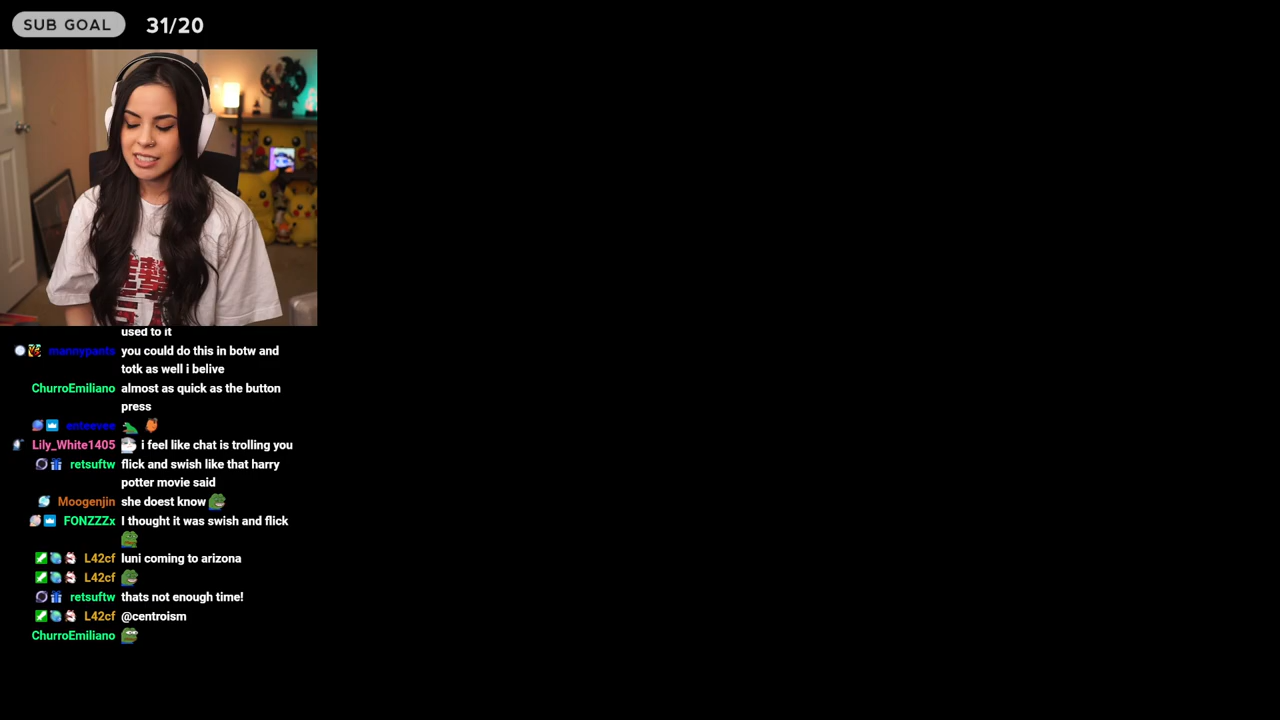 SUB GOAL 31/20
used to it
mannypants you could do this in botw and
totk as well i belive
ChurroEmiliano almost as quick as the button
press
enteevee
Lily_White1405 i feel like chat is trolling you
retsuftw flick and swish like that harry
potter movie said
Moogenjin she doest know
FONZZZx I thought it was swish and flick
L42cf luni coming to arizona
L42cf
retsuftw thats not enough time!
L42cf @centroism
ChurroEmiliano